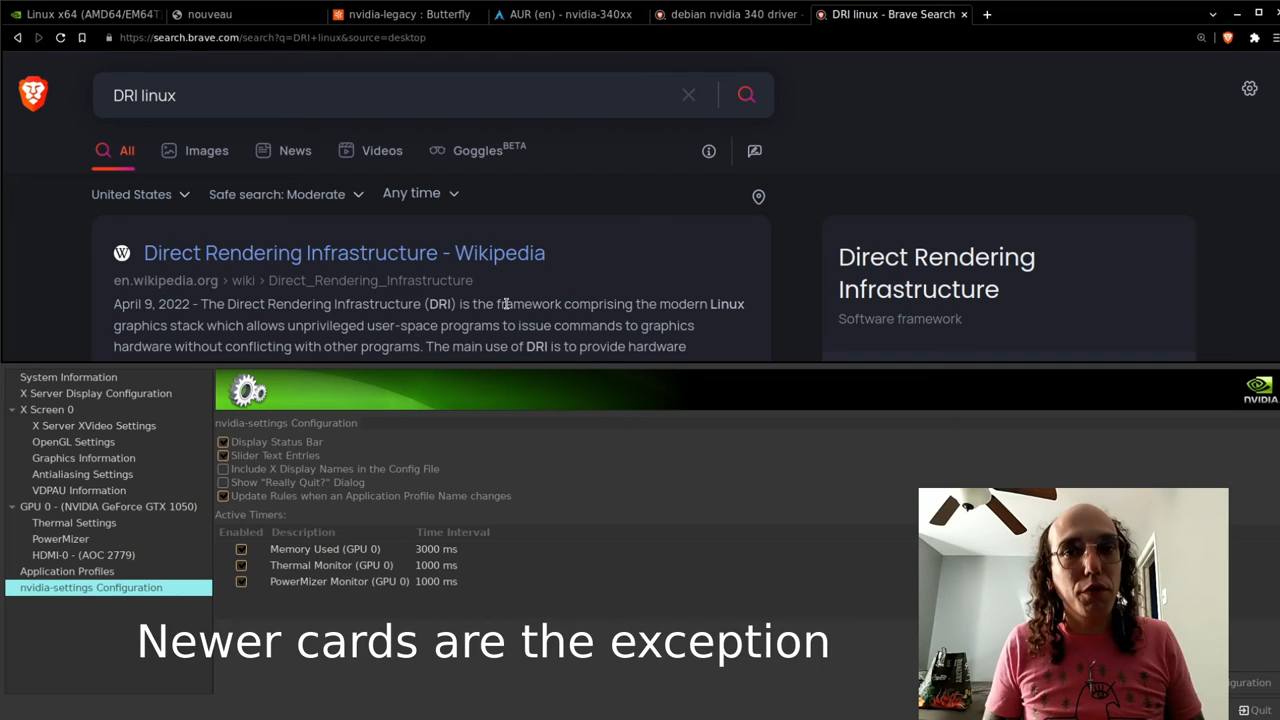 Linux x64 (AMD64/EM64T
nouveau
nvidia-legacy : Butterfly
AUR (en) - nvidia-340xx
debian nvidia 340 driver
DRI linux - Brave Search
https://search.brave.com/search?q=DRI+linux&source=desktop
DRI linux
All
Images
News
Videos
Goggles BETA
United States
Safe search: Moderate
Any time
Direct Rendering Infrastructure - Wikipedia
en.wikipedia.org › wiki › Direct_Rendering_Infrastructure
April 9, 2022 - The Direct Rendering Infrastructure (DRI) is the framework comprising the modern Linux
graphics stack which allows unprivileged user-space programs to issue commands to graphics
hardware without conflicting with other programs. The main use of DRI is to provide hardware
Direct Rendering
Infrastructure
Software framework
System Information
X Server Display Configuration
X Screen 0
X Server XVideo Settings
OpenGL Settings
Graphics Information
Antialiasing Settings
VDPAU Information
GPU 0 - (NVIDIA GeForce GTX 1050)
Thermal Settings
PowerMizer
HDMI-0 - (AOC 2779)
Application Profiles
nvidia-settings Configuration
NVIDIA
nvidia-settings Configuration
Display Status Bar
Slider Text Entries
Include X Display Names in the Config File
Show "Really Quit?" Dialog
Update Rules when an Application Profile Name changes
Active Timers:
Enabled Description Time Interval
Memory Used (GPU 0) 3000 ms
Thermal Monitor (GPU 0) 1000 ms
PowerMizer Monitor (GPU 0) 1000 ms
Newer cards are the exception
guration
Quit